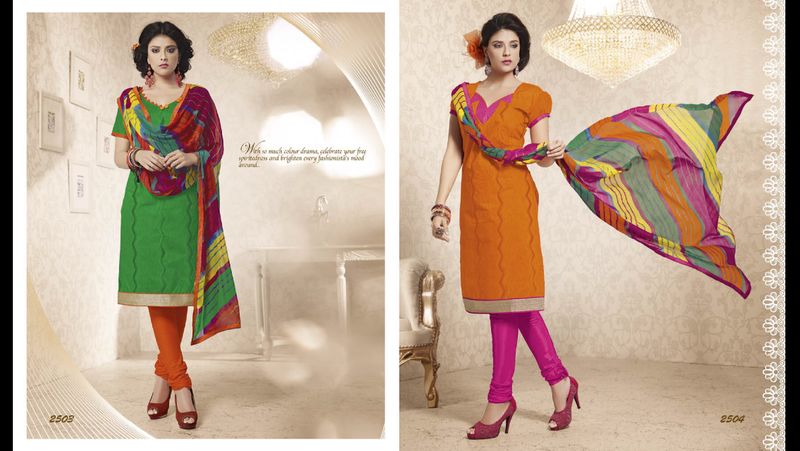 With so much colour drama, celebrate your free
spiritedness and brighten every fashionista's mood
around...
2503
2504